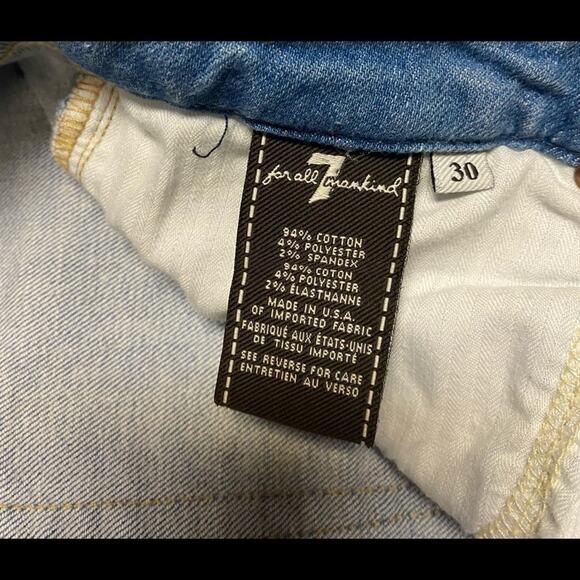 7
for all mankind
30
94% COTTON
4% POLYESTER
2% SPANDEX
94% COTON
4% POLYESTER
2% ÉLASTHANNE
MADE IN U.S.A.
OF IMPORTED FABRIC
FABRIQUÉ AUX ÉTATS-UNIS
DE TISSU IMPORTÉ
SEE REVERSE FOR CARE
ENTRETIEN AU VERSO